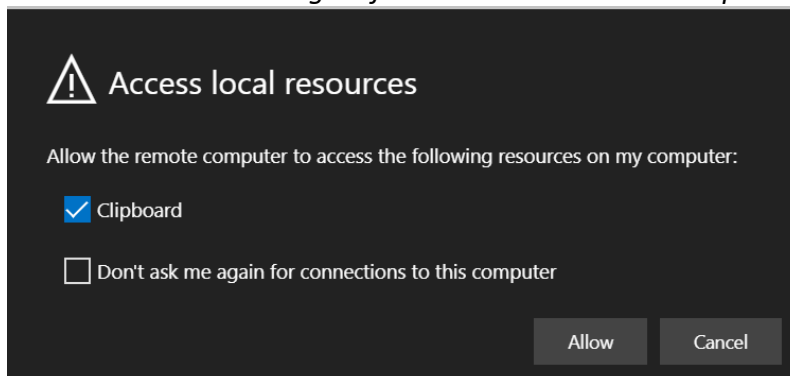 Access local resources
Allow the remote computer to access the following resources on my computer:
Clipboard
Don't ask me again for connections to this computer
Allow Cancel